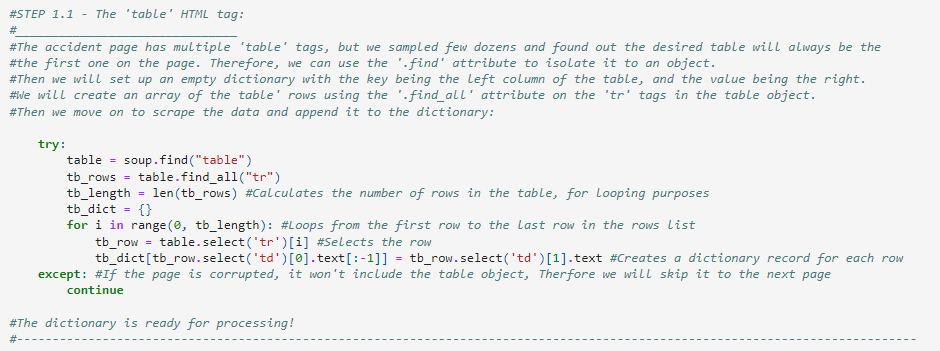 #STEP 1.1 - The 'table' HTML tag:
#_______________________________
#The accident page has multiple 'table' tags, but we sampled few dozens and found out the desired table will always be the
#the first one on the page. Therefore, we can use the '.find' attribute to isolate it to an object.
#Then we will set up an empty dictionary with the key being the left column of the table, and the value being the right.
#We will create an array of the table' rows using the '.find_all' attribute on the 'tr' tags in the table object.
#Then we move on to scrape the data and append it to the dictionary:
    try:
        table = soup.find("table")
        tb_rows = table.find_all("tr")
        tb_length = len(tb_rows) #Calculates the number of rows in the table, for looping purposes
        tb_dict = {}
        for i in range(0, tb_length): #Loops from the first row to the last row in the rows list
            tb_row = table.select('tr')[i] #Selects the row
            tb_dict[tb_row.select('td')[0].text[:-1]] = tb_row.select('td')[1].text #Creates a dictionary record for each row
    except: #If the page is corrupted, it won't include the table object, Therfore we will skip it to the next page
        continue
#The dictionary is ready for processing!
#------------------------------------------------------------------------------------------------------------------------------